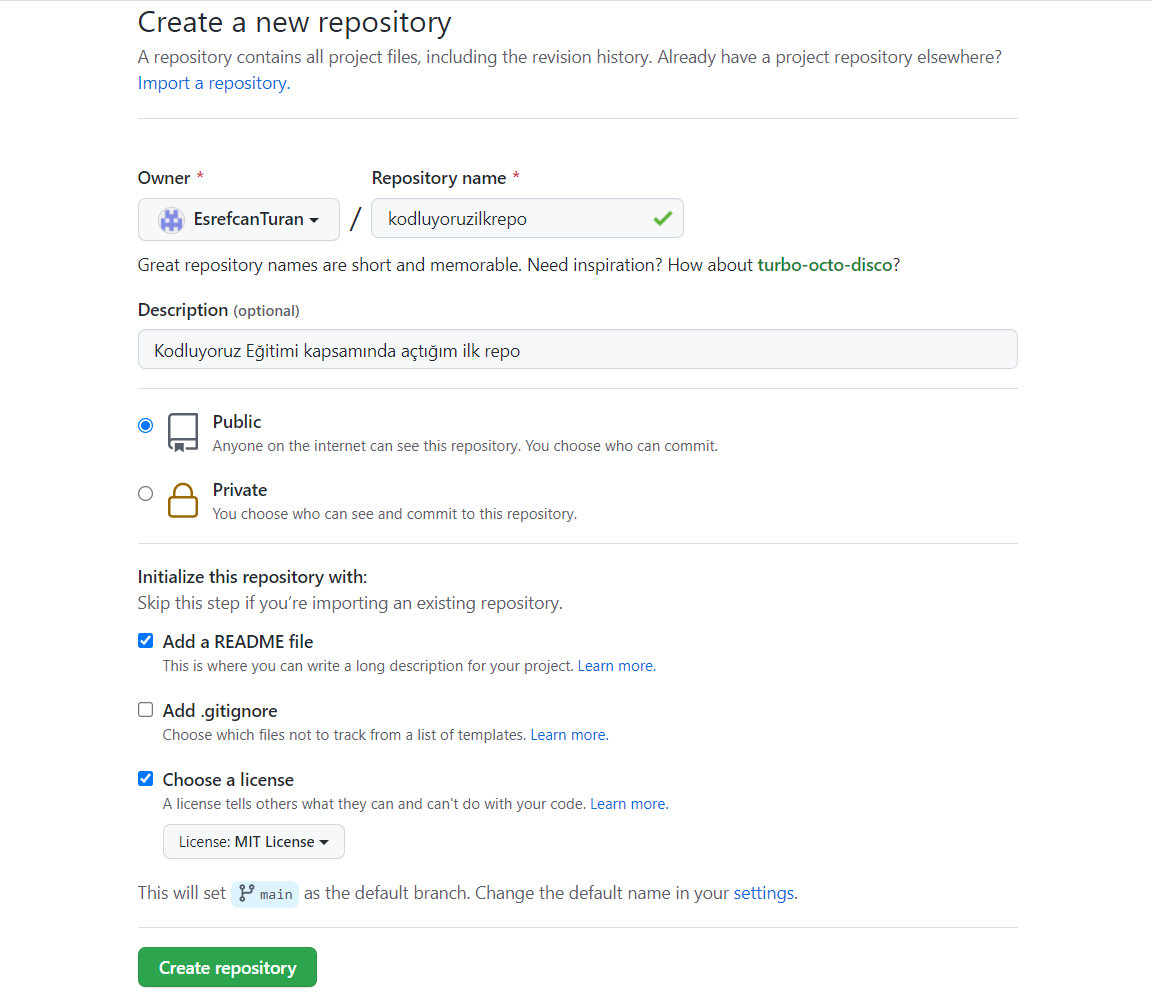 Create a new repository
A repository contains all project files, including the revision history. Already have a project repository elsewhere?
Import a repository.
Owner * Repository name *
EsrefcanTuran / kodluyoruzilkrepo
Great repository names are short and memorable. Need inspiration? How about turbo-octo-disco?
Description (optional)
Kodluyoruz Eğitimi kapsamında açtığım ilk repo
Public
Anyone on the internet can see this repository. You choose who can commit.
Private
You choose who can see and commit to this repository.
Initialize this repository with:
Skip this step if you’re importing an existing repository.
Add a README file
This is where you can write a long description for your project. Learn more.
Add .gitignore
Choose which files not to track from a list of templates. Learn more.
Choose a license
A license tells others what they can and can't do with your code. Learn more.
License: MIT License
This will set main as the default branch. Change the default name in your settings.
Create repository